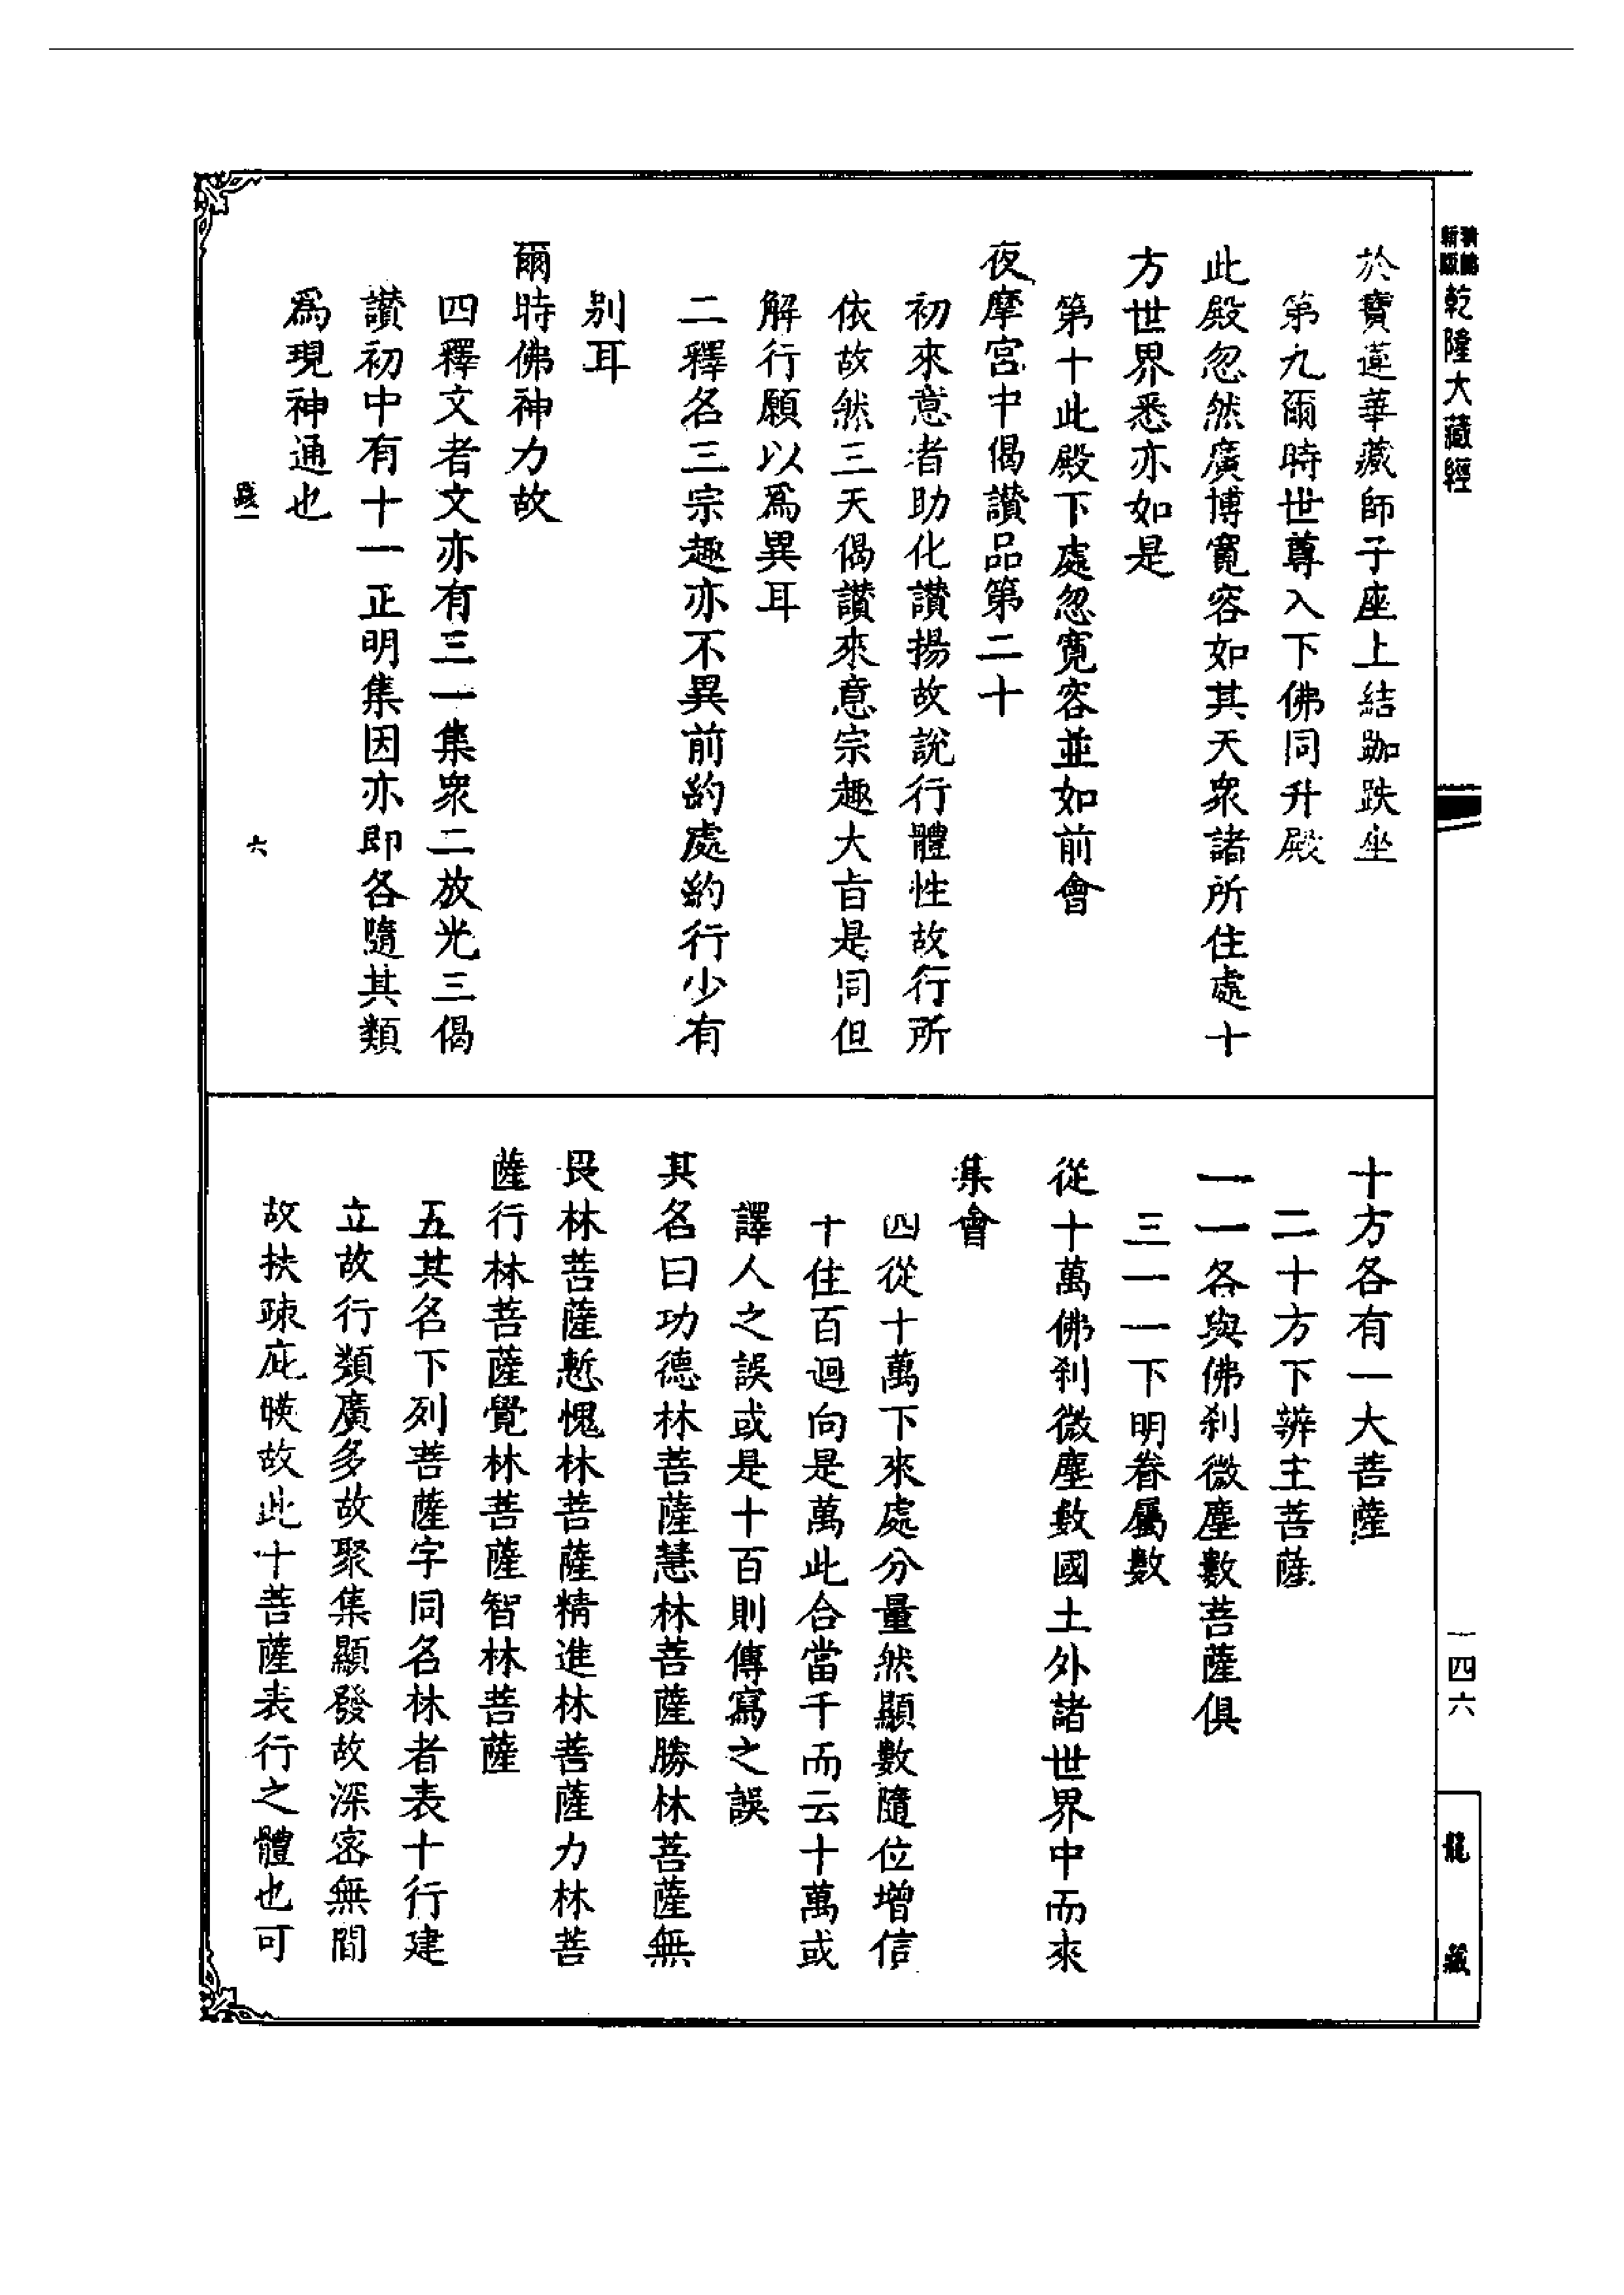 乾隆大藏經
一四六
龍藏
於寶蓮華藏師子座上結跏趺坐
第九爾時世尊入下佛同升殿
此殿忽然廣博寬容如其天衆諸所住處十
方世界悉亦如是
第十此殿下處忽寬容並如前會
夜摩宮中偈讚品第二十
初來意者助化讚揚故說行體性故行所
依故然三天偈讚來意宗趣大旨是同但
解行願以爲異耳
二釋名三宗趣亦不異前約處約行少有
別耳
爾時佛神力故
四釋文者文亦有三一集衆二放光三偈
讚初中有十一正明集因亦即各隨其類
爲現神通也
六
十方各有一大菩薩
二十方下辨主菩薩
一一各與佛刹微塵數菩薩俱
三一一下明眷屬數
從十萬佛刹微塵數國土外諸世界中而來
集會
四從十萬下來處分量然顯數隨位增信
十住百迴向是萬此合當千而云十萬或
譯人之誤或是十百則傳寫之誤
其名曰功德林菩薩慧林菩薩勝林菩薩無
畏林菩薩慙愧林菩薩精進林菩薩力林菩
薩行林菩薩覺林菩薩智林菩薩
五其名下列菩薩字同名林者表十行建
立故行類廣多故聚集顯發故深密無間
故扶疎庇映故此十菩薩表行之體也可